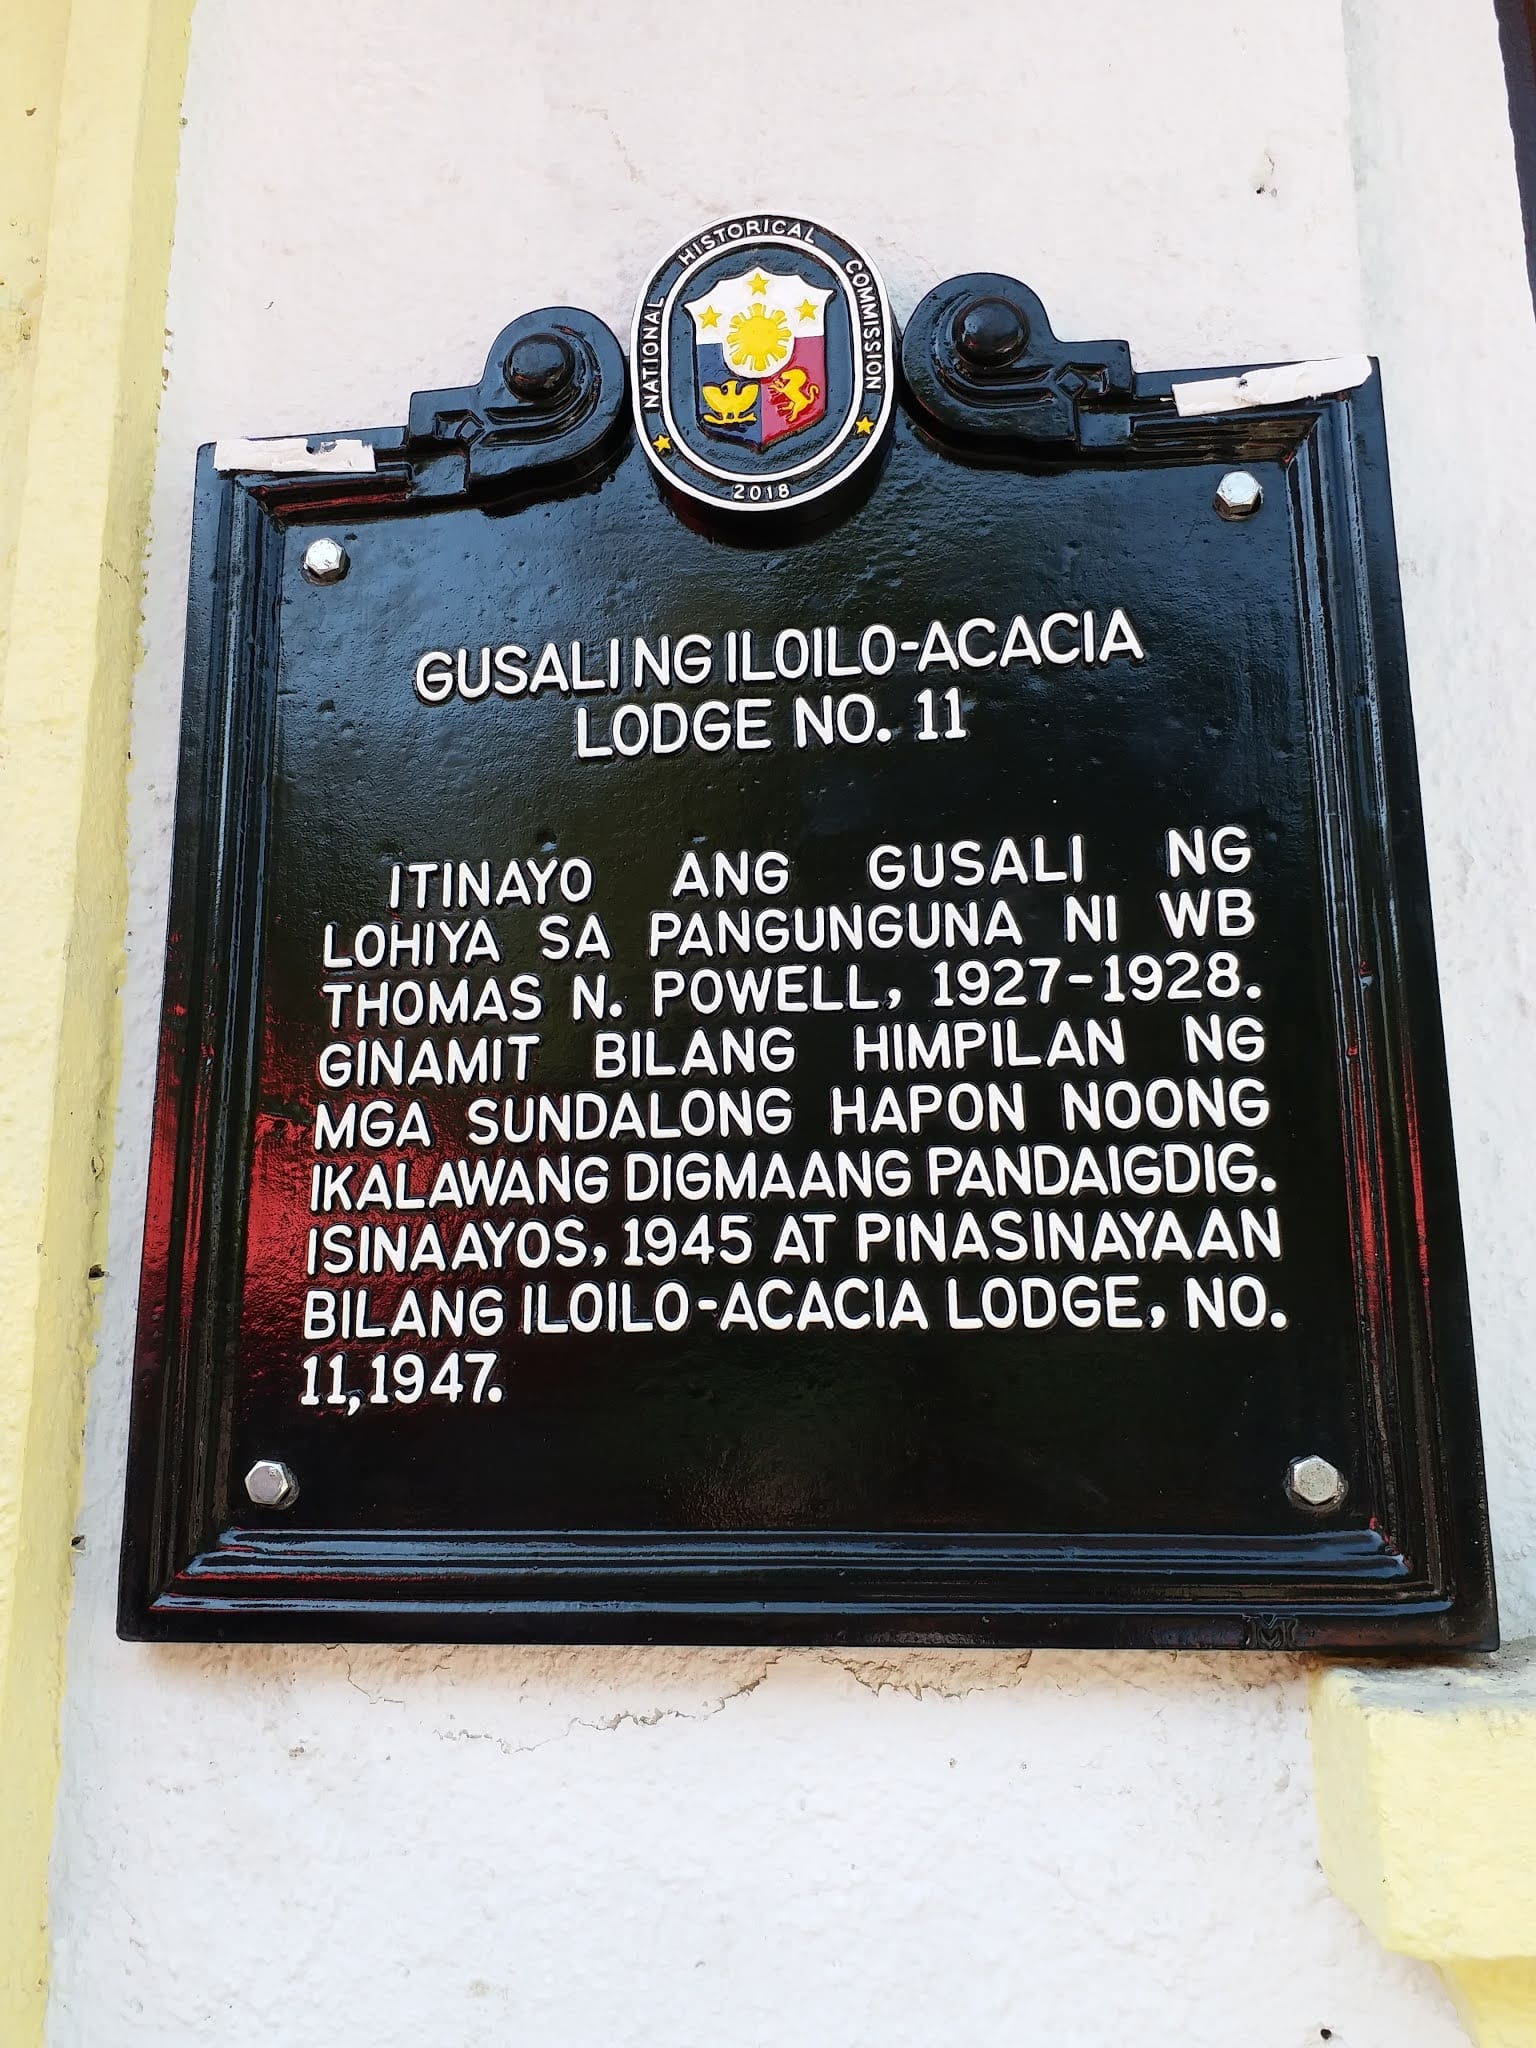 NATIONAL HISTORICAL COMMISSION
2018
GUSALI NG ILOILO-ACACIA
LODGE NO. 11
ITINAYO ANG GUSALI NG
LOHIYA SA PANGUNGUNA NI WB
THOMAS N. POWELL, 1927-1928.
GINAMIT BILANG HIMPILAN NG
MGA SUNDALONG HAPON NOONG
IKALAWANG DIGMAANG PANDAIGDIG.
ISINAAYOS, 1945 AT PINASINAYAAN
BILANG ILOILO-ACACIA LODGE, NO.
11, 1947.